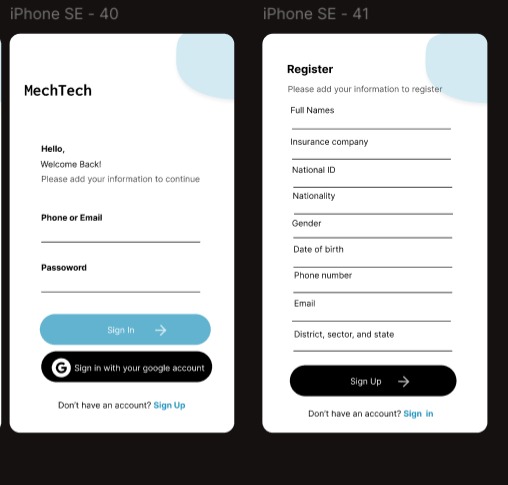 iPhone SE - 40
MechTech
Hello,
Welcome Back!
Please add your information to continue
Phone or Email
Passoword
Sign In
G Sign in with your google account
Don't have an account? Sign Up
iPhone SE - 41
Register
Please add your information to register
Full Names
Insurance company
National ID
Nationality
Gender
Date of birth
Phone number
Email
District, sector, and state
Sign Up
Don't have an account? Sign in